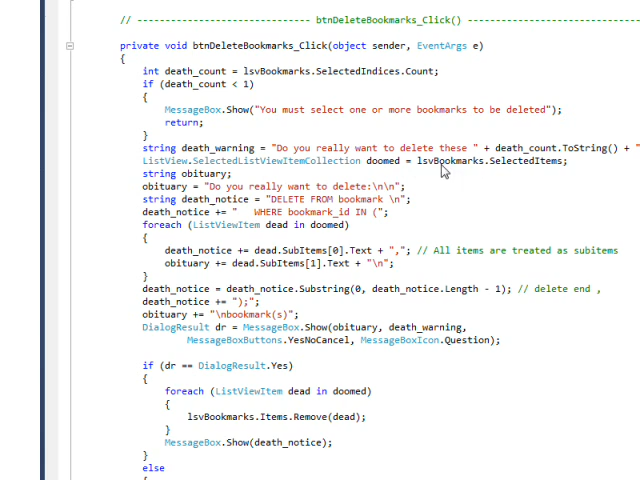 // ------------------------------- btnDeleteBookmarks_Click() -------------------------------
private void btnDeleteBookmarks_Click(object sender, EventArgs e)
{
int death_count = lsvBookmarks.SelectedIndices.Count;
if (death_count < 1)
{
MessageBox.Show("You must select one or more bookmarks to be deleted");
return;
}
string death_warning = "Do you really want to delete these " + death_count.ToString() + "
ListView.SelectedListViewItemCollection doomed = lsvBookmarks.SelectedItems;
string obituary;
obituary = "Do you really want to delete:\n\n";
string death_notice = "DELETE FROM bookmark \n";
death_notice += "   WHERE bookmark_id IN (";
foreach (ListViewItem dead in doomed)
{
death_notice += dead.SubItems[0].Text + ","; // All items are treated as subitems
obituary += dead.SubItems[1].Text + "\n";
}
death_notice = death_notice.Substring(0, death_notice.Length - 1); // delete end ,
death_notice += ");";
obituary += "\nbookmark(s)";
DialogResult dr = MessageBox.Show(obituary, death_warning,
MessageBoxButtons.YesNoCancel, MessageBoxIcon.Question);
if (dr == DialogResult.Yes)
{
foreach (ListViewItem dead in doomed)
{
lsvBookmarks.Items.Remove(dead);
}
MessageBox.Show(death_notice);
}
else
{